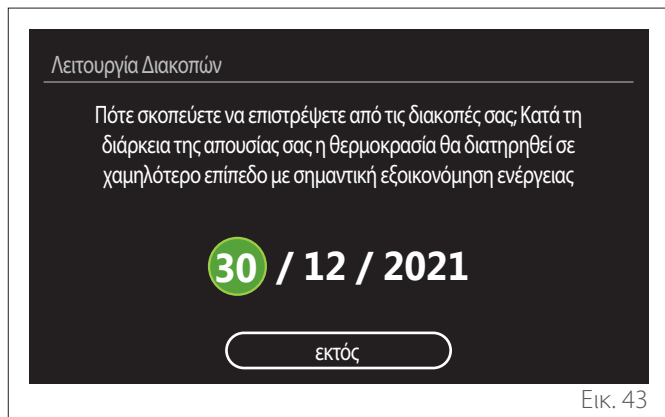 Λειτουργία Διακοπών
Πότε σκοπεύετε να επιστρέψετε από τις διακοπές σας; Κατά τη
διάρκεια της απουσίας σας η θερμοκρασία θα διατηρηθεί σε
χαμηλότερο επίπεδο με σημαντική εξοικονόμηση ενέργειας
30 / 12 / 2021
εκτός
Εικ. 43